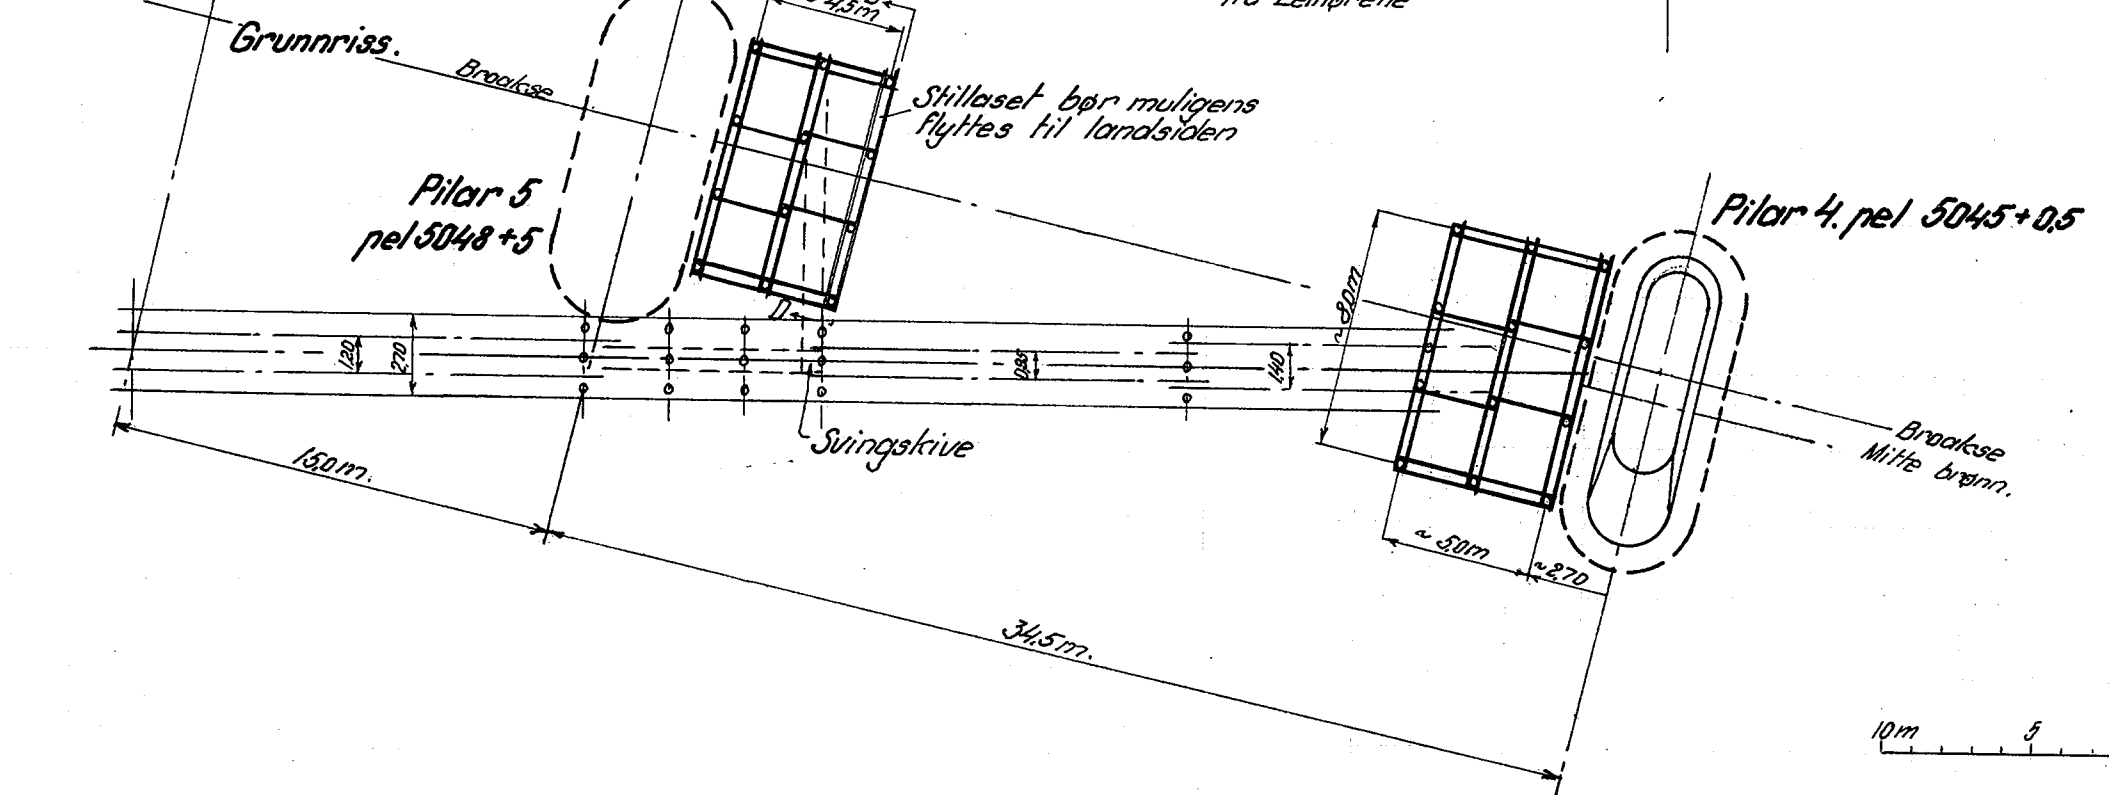 4,5m
fra
Grunnriss.
Broakse
Stillaset bør muligens
flyttes til landsiden
Pilar 5
pel 5048+5
Pilar 4. pel 5045+0,5
~8,0m
D
1,20
2,70
0,95
1,40
Svingskive
Broakse
Mitte brønn.
15,0m.
~5,0m
~2,70
34,5m.
10m 5